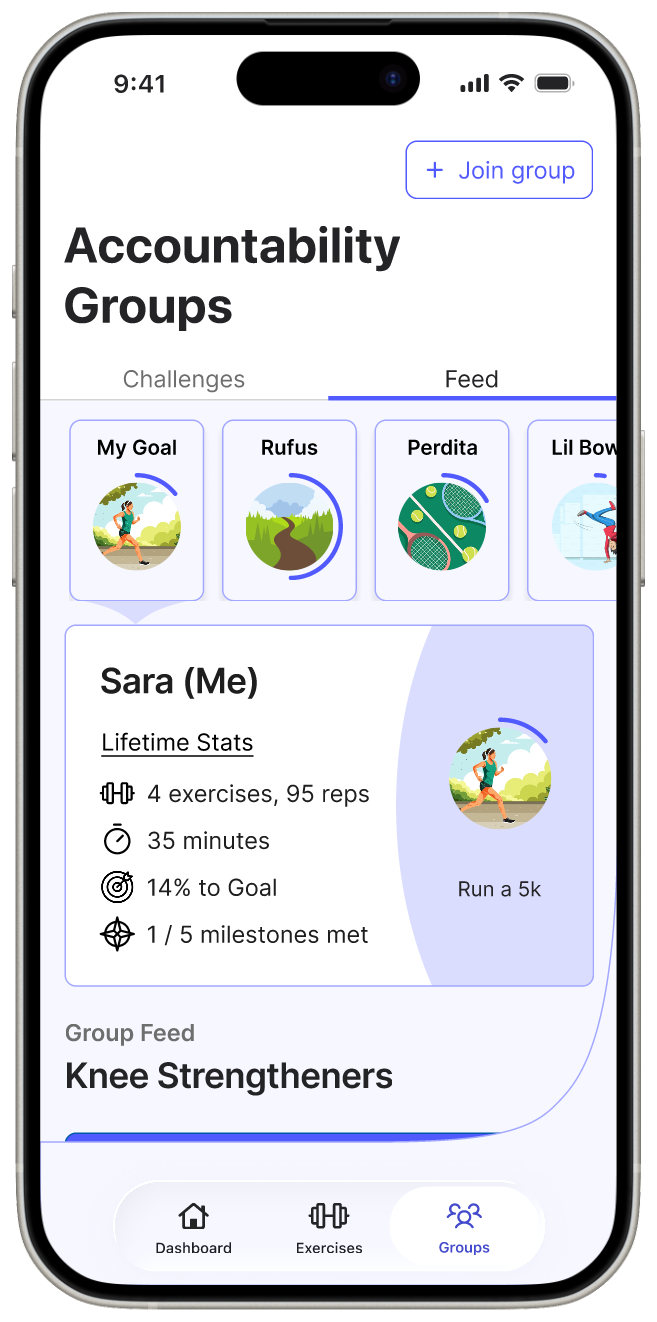 9:41
+ Join group
Accountability
Groups
Challenges
Feed
My Goal
Rufus
Perdita
Lil Bow
Sara (Me)
Lifetime Stats
4 exercises, 95 reps
35 minutes
14% to Goal
1 / 5 milestones met
Run a 5k
Group Feed
Knee Strengtheners
Dashboard
Exercises
Groups